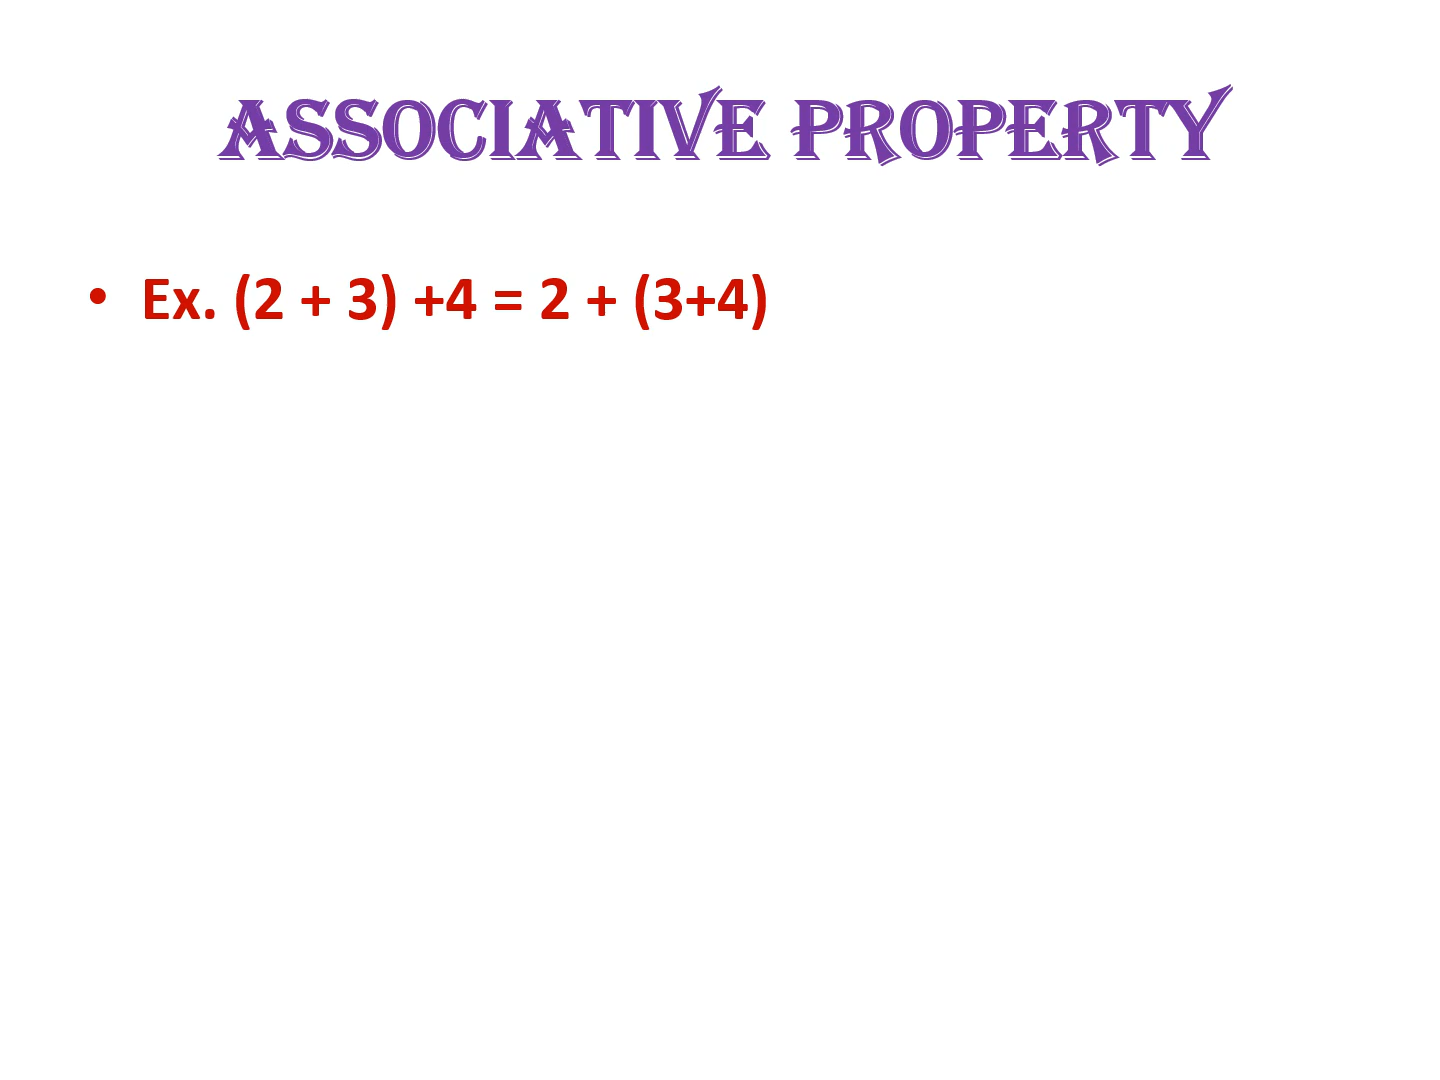 ASSOCIATIVE PROPERTY
• Ex. (2 + 3) +4 = 2 + (3+4)